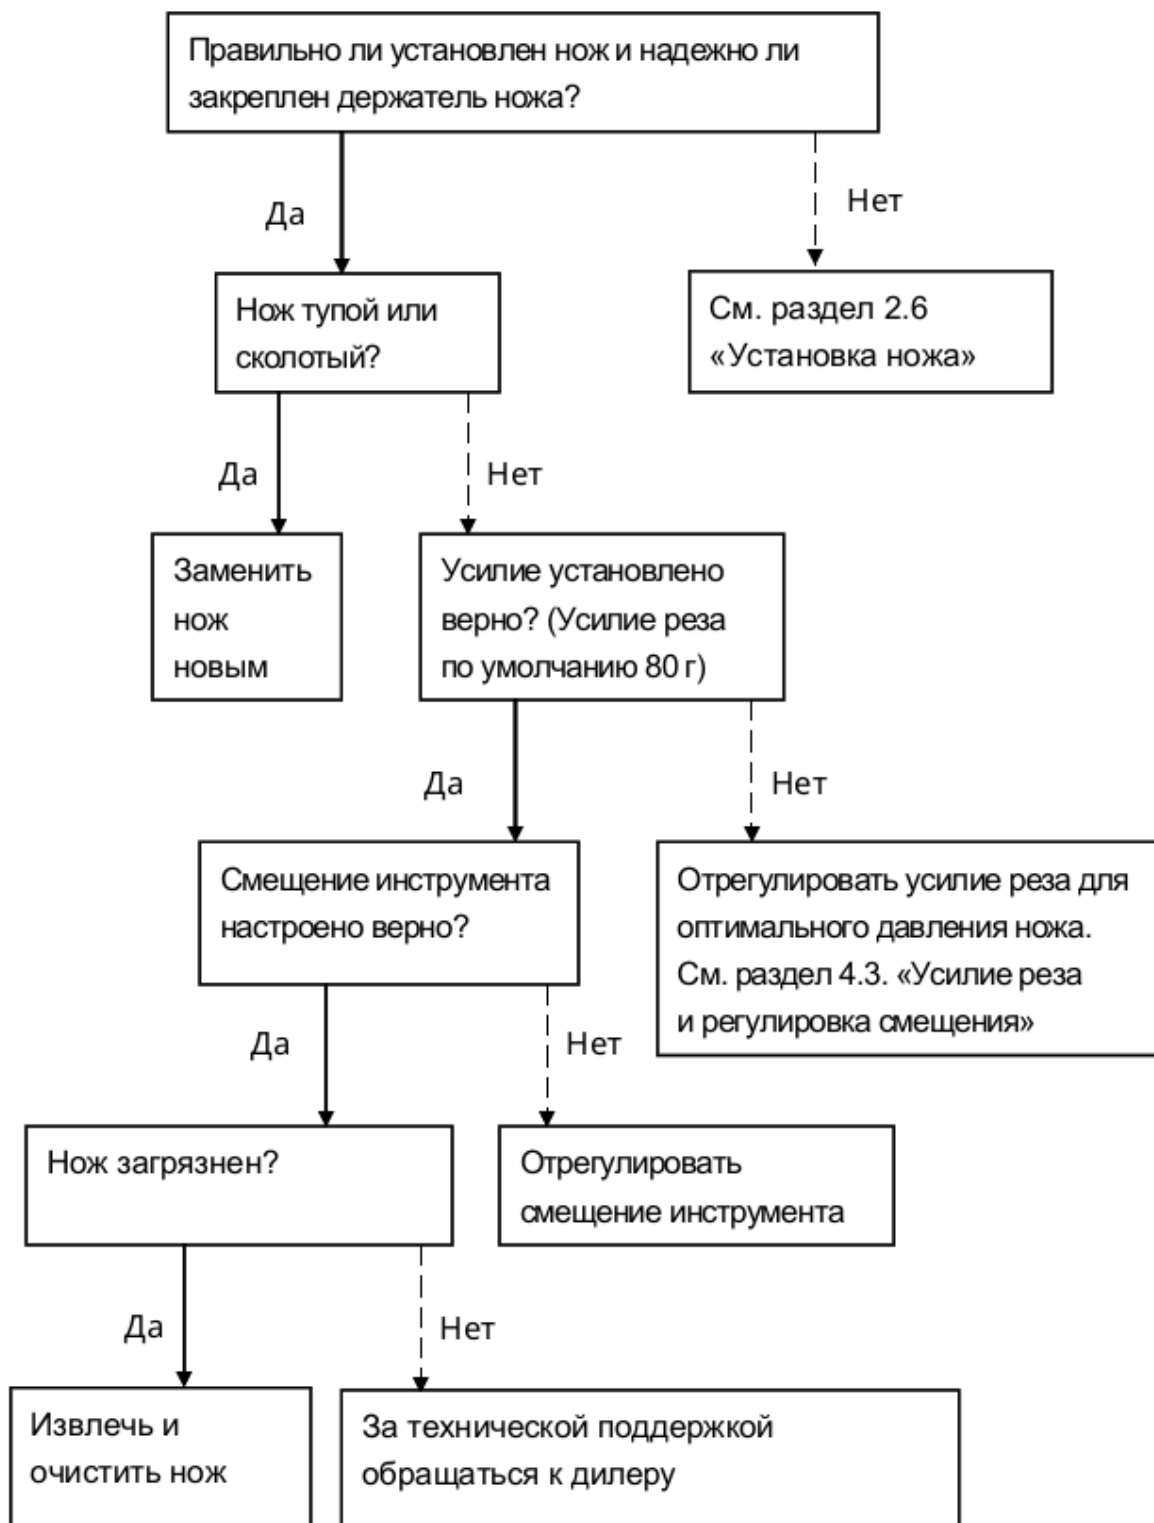 Правильно ли установлен нож и надежно ли
закреплен держатель ножа?
Да
Нет
Нож тупой или
сколотый?
См. раздел 2.6
«Установка ножа»
Да
Нет
Заменить
нож
новым
Усилие установлено
верно? (Усилие реза
по умолчанию 80 г)
Да
Нет
Смещение инструмента
настроено верно?
Отрегулировать усилие реза для
оптимального давления ножа.
См. раздел 4.3. «Усилие реза
и регулировка смещения»
Да
Нет
Нож загрязнен?
Отрегулировать
смещение инструмента
Да
Нет
Извлечь и
очистить нож
За технической поддержкой
обращаться к дилеру